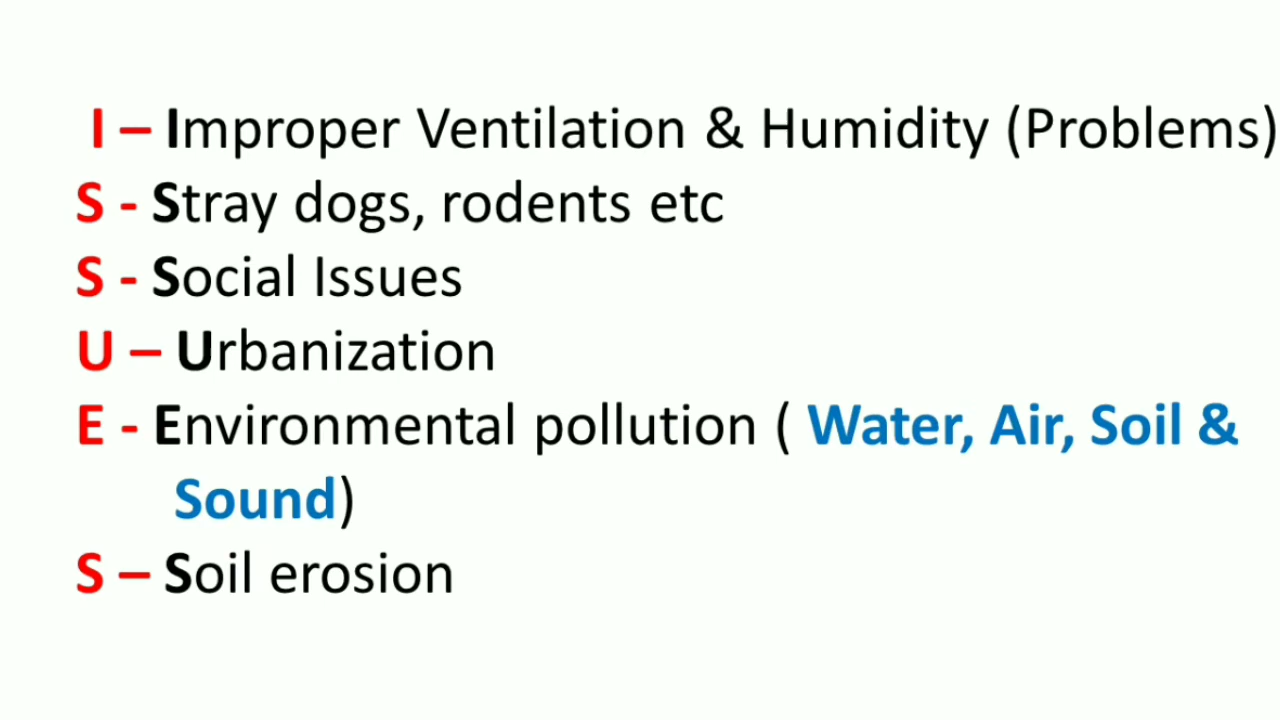 I – Improper Ventilation & Humidity (Problems)
S - Stray dogs, rodents etc
S - Social Issues
U – Urbanization
E - Environmental pollution ( Water, Air, Soil &
Sound)
S – Soil erosion